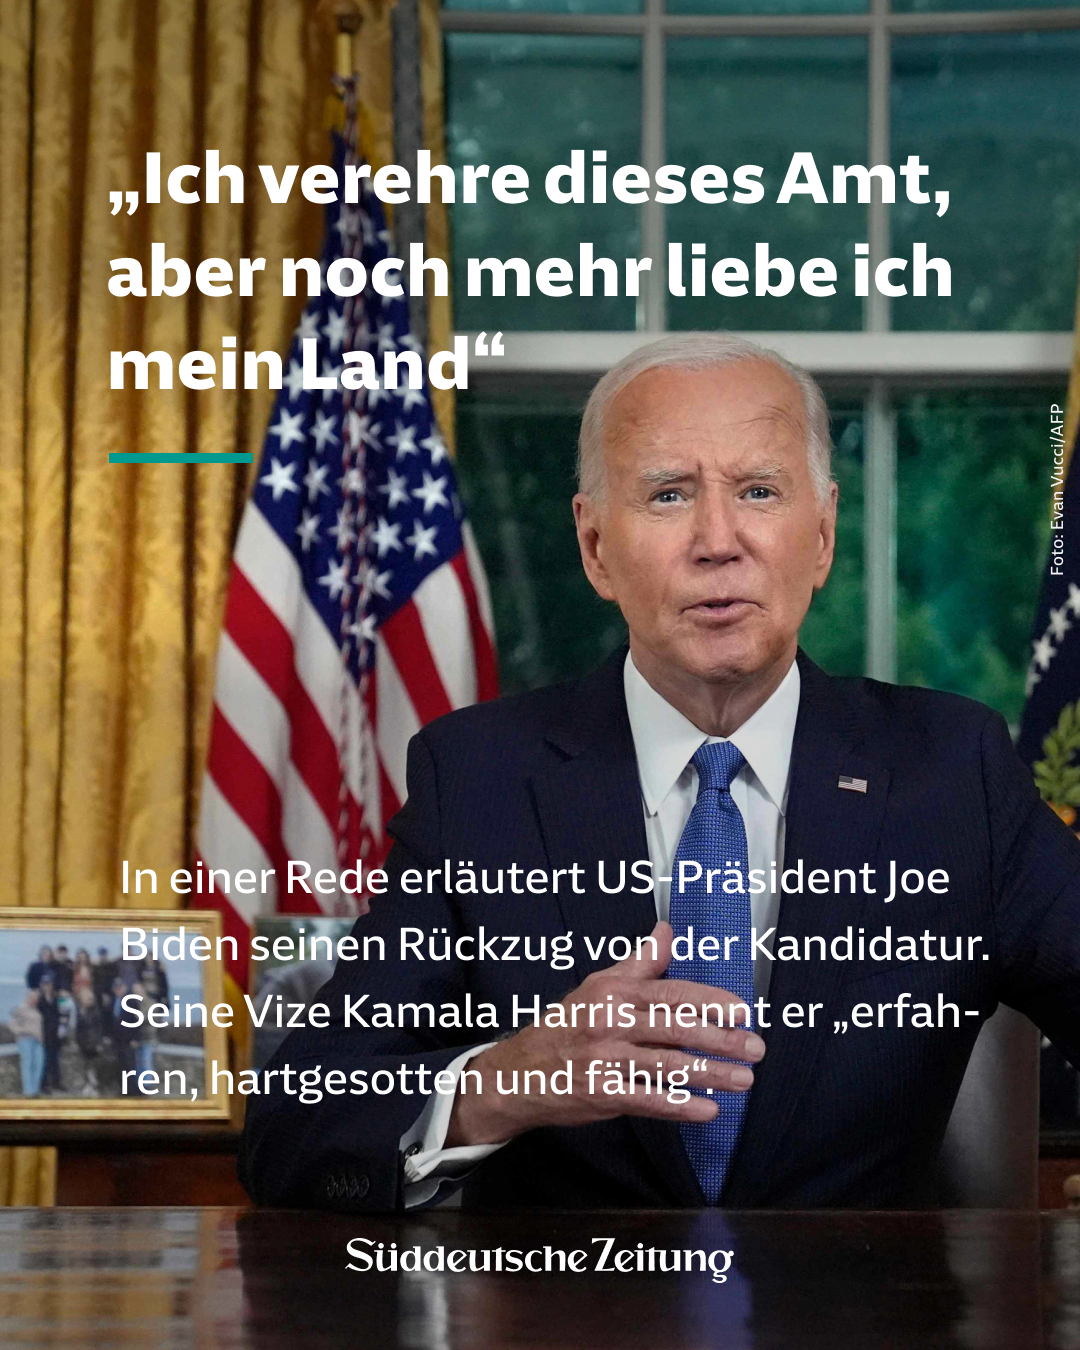 „Ich verehre dieses Amt,
aber noch mehr liebe ich
mein Land“
Foto: Evan Vucci/AFP
In einer Rede erläutert US-Präsident Joe
Biden seinen Rückzug von der Kandidatur.
Seine Vize Kamala Harris nennt er „erfah-
ren, hartgesotten und fähig“.
Süddeutsche Zeitung